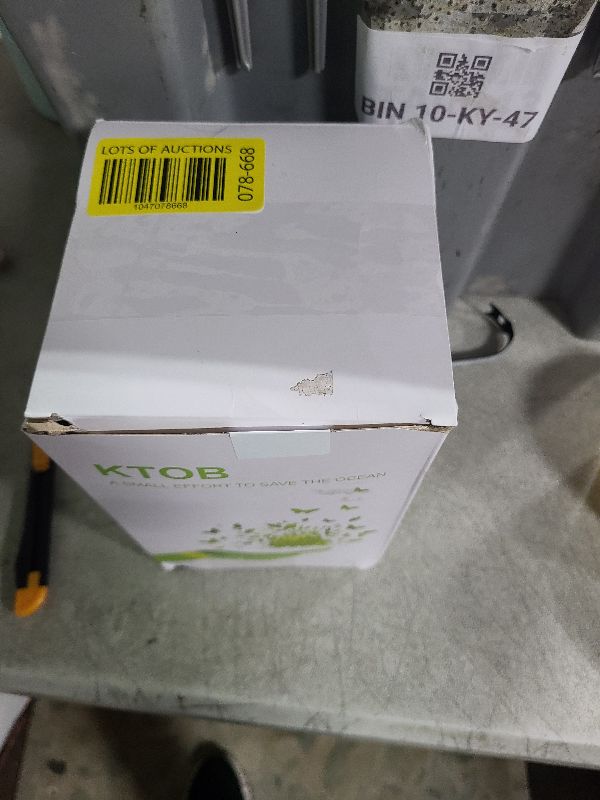 BIN 10-KY-47
LOTS OF AUCTIONS
078-668
1047078668
KTOB
A SMALL EFFORT TO SAVE THE OCEAN